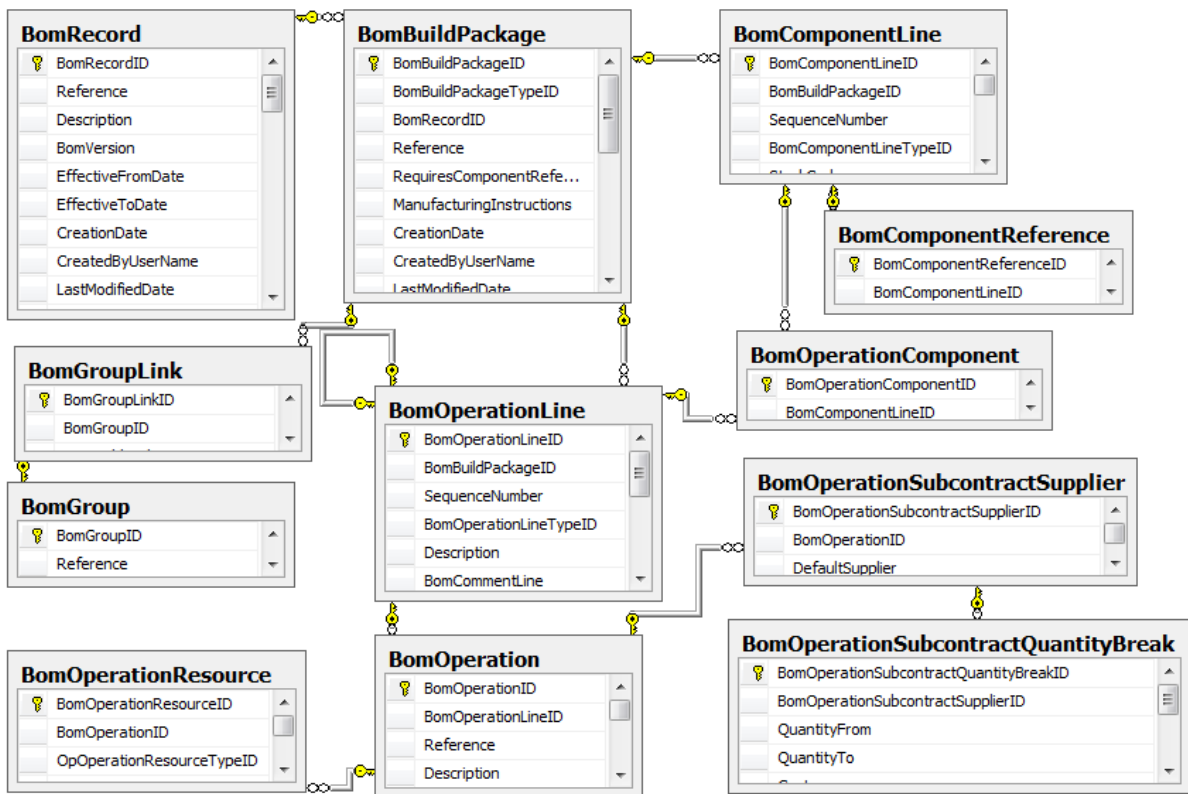 BomRecord
BomRecordID
Reference
Description
BomVersion
EffectiveFromDate
EffectiveToDate
CreationDate
CreatedByUserName
LastModifiedDate
BomBuildPackage
BomBuildPackageID
BomBuildPackageTypeID
BomRecordID
Reference
RequiresComponentRefe...
ManufacturingInstructions
CreationDate
CreatedByUserName
LastModifiedDate
BomComponentLine
BomComponentLineID
BomBuildPackageID
SequenceNumber
BomComponentLineTypeID
BomComponentReference
BomComponentReferenceID
BomComponentLineID
BomGroupLink
BomGroupLinkID
BomGroupID
BomOperationLine
BomOperationLineID
BomBuildPackageID
SequenceNumber
BomOperationLineTypeID
Description
BomCommentLine
BomOperationComponent
BomOperationComponentID
BomComponentLineID
BomGroup
BomGroupID
Reference
BomOperationSubcontractSupplier
BomOperationSubcontractSupplierID
BomOperationID
DefaultSupplier
BomOperationResource
BomOperationResourceID
BomOperationID
OpOperationResourceTypeID
BomOperation
BomOperationID
BomOperationLineID
Reference
Description
BomOperationSubcontractQuantityBreak
BomOperationSubcontractQuantityBreakID
BomOperationSubcontractSupplierID
QuantityFrom
QuantityTo